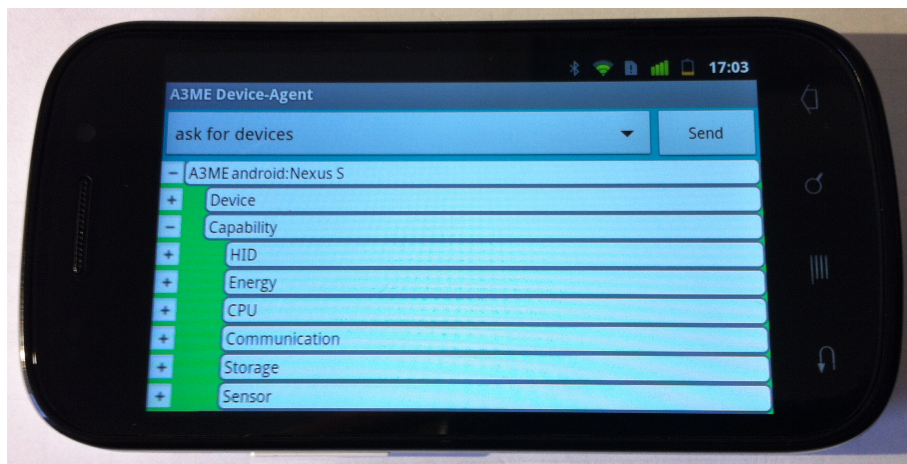 17:03
A3ME Device-Agent
ask for devices Send
- A3ME android:Nexus S
+ Device
- Capability
+ HID
+ Energy
+ CPU
+ Communication
+ Storage
+ Sensor